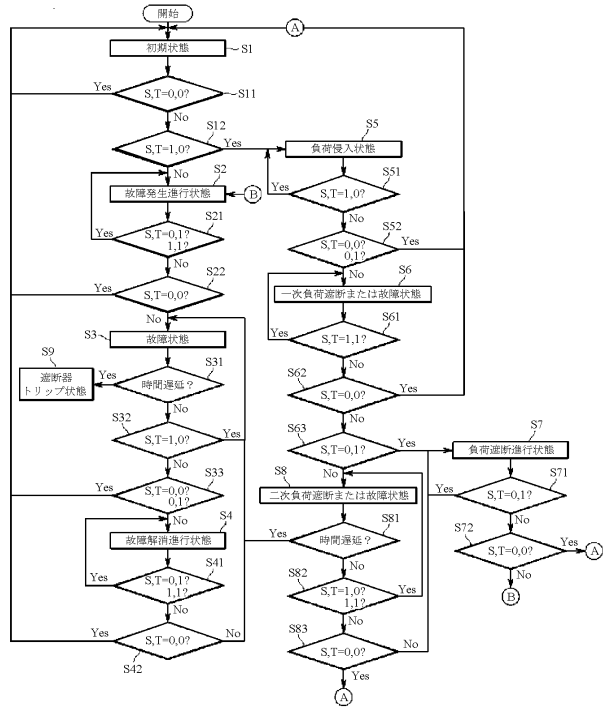 開始
A
初期状態
S1
S,T=0,0?
Yes
S11
No
S,T=1,0?
S12
Yes
No
故障発生進行状態
S2
B
S,T=0,1?
1,1?
S21
Yes
No
S,T=0,0?
S22
Yes
No
故障状態
S3
時間遅延?
S31
Yes
遮断器
トリップ状態
S9
No
S,T=1,0?
S32
Yes
No
S,T=0,0?
0,1?
S33
Yes
No
故障解消進行状態
S4
S,T=0,1?
1,1?
S41
Yes
No
S,T=0,0?
S42
Yes
No
負荷侵入状態
S5
S,T=1,0?
S51
Yes
No
S,T=0,0?
0,1?
S52
Yes
No
一次負荷遮断または故障状態
S6
S,T=1,1?
S61
Yes
No
S,T=0,0?
S62
Yes
No
S,T=0,1?
S63
Yes
No
二次負荷遮断または故障状態
S8
時間遅延?
S81
Yes
No
S,T=1,0?
1,1?
S82
Yes
No
S,T=0,0?
S83
No
Yes
A
負荷遮断進行状態
S7
S,T=0,1?
S71
Yes
No
S,T=0,0?
S72
Yes
A
No
B